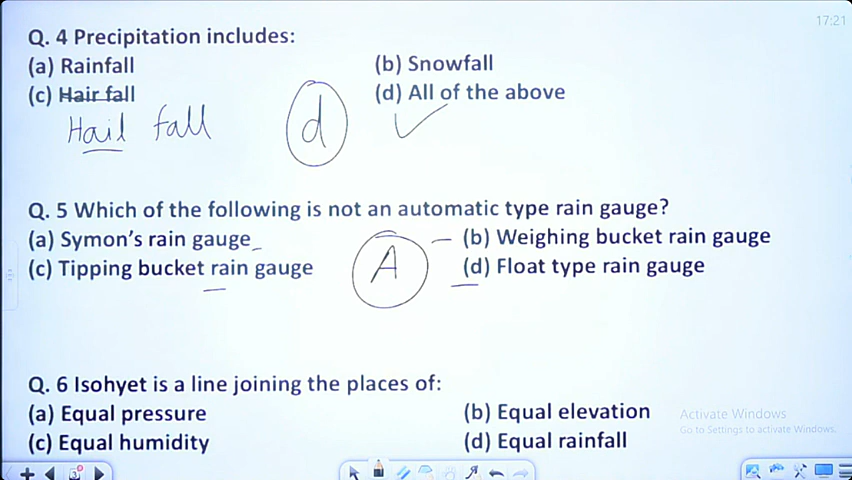 17:21
Q. 4 Precipitation includes:
(a) Rainfall (b) Snowfall
(c) Hair fall (d) All of the above
Hail fall d
Q. 5 Which of the following is not an automatic type rain gauge?
(a) Symon's rain gauge (b) Weighing bucket rain gauge
A
(c) Tipping bucket rain gauge (d) Float type rain gauge
Q. 6 Isohyet is a line joining the places of:
(a) Equal pressure (b) Equal elevation
(c) Equal humidity (d) Equal rainfall
Activate Windows
Go to Settings to activate Windows.
3